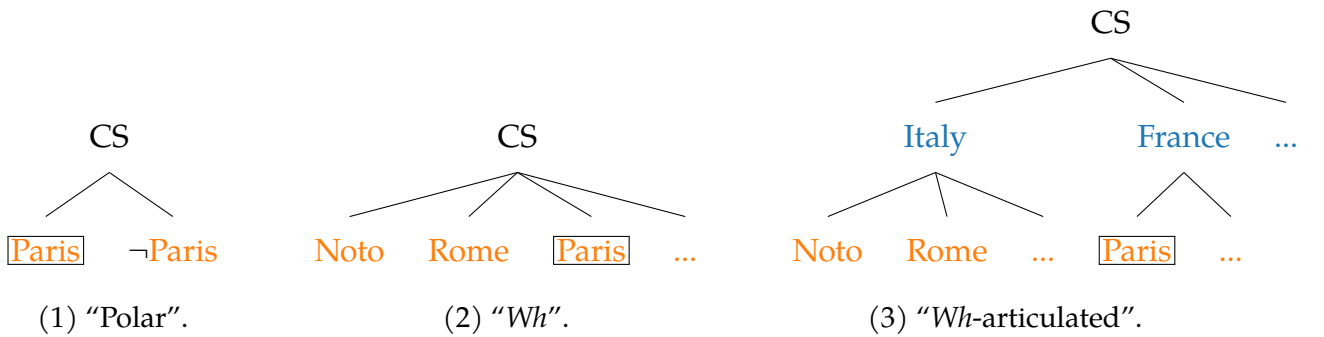 CS
CS CS
Italy France ...
Paris ¬Paris Noto Rome Paris ... Noto Rome ... Paris ...
(1) “Polar”. (2) “Wh”. (3) “Wh-articulated”.